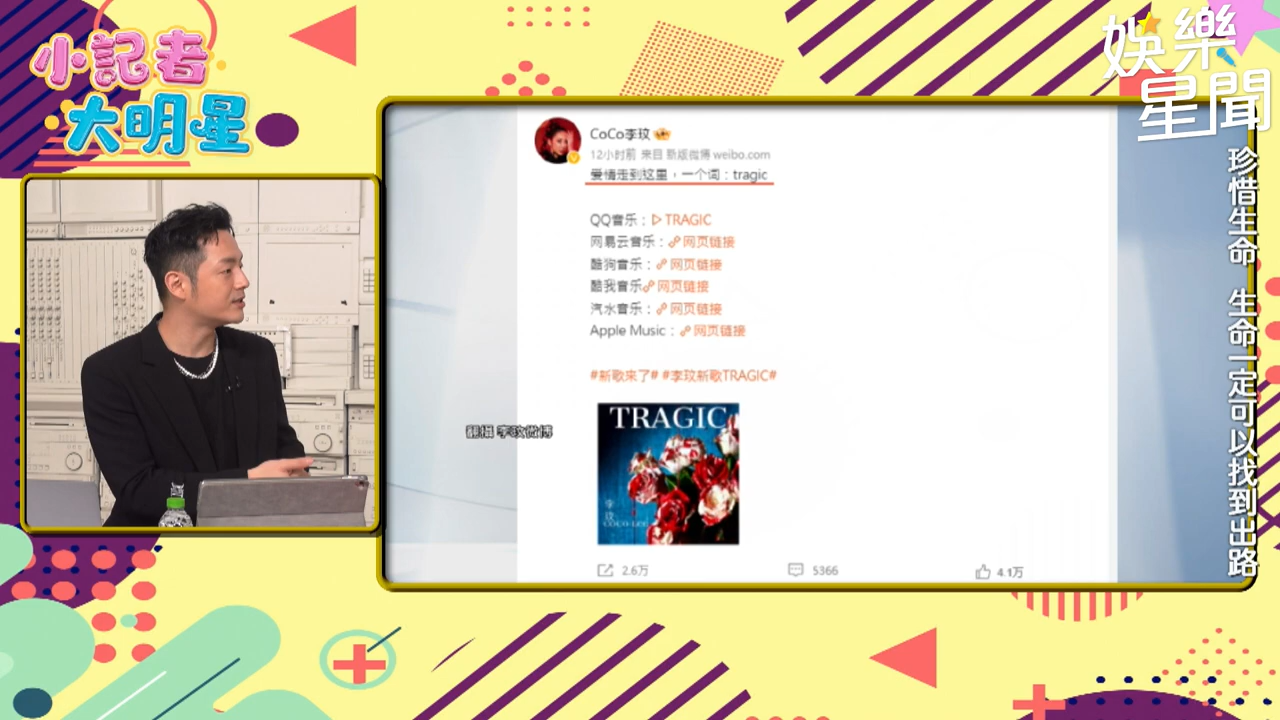 小記者
大明星
娛樂
星聞
珍惜生命 生命一定可以找到出路
CoCo李玟
12小时前 来自 新版微博 weibo.com
爱情走到这里，一个词：tragic
QQ音乐：TRAGIC
网易云音乐：网页链接
酷狗音乐：网页链接
酷我音乐网页链接
汽水音乐：网页链接
Apple Music：网页链接
#新歌来了# #李玟新歌TRAGIC#
TRAGIC
李玟
COCO LEE
翻攝 李玟微博
2.6万
5366
4.1万